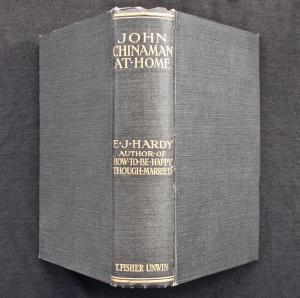 JOHN
CHINAMAN
AT·HOME
E·J·HARDY
AUTHOR·OF
HOW·TO·BE·HAPPY
THOUGH·MARRIED
T.FISHER UNWIN